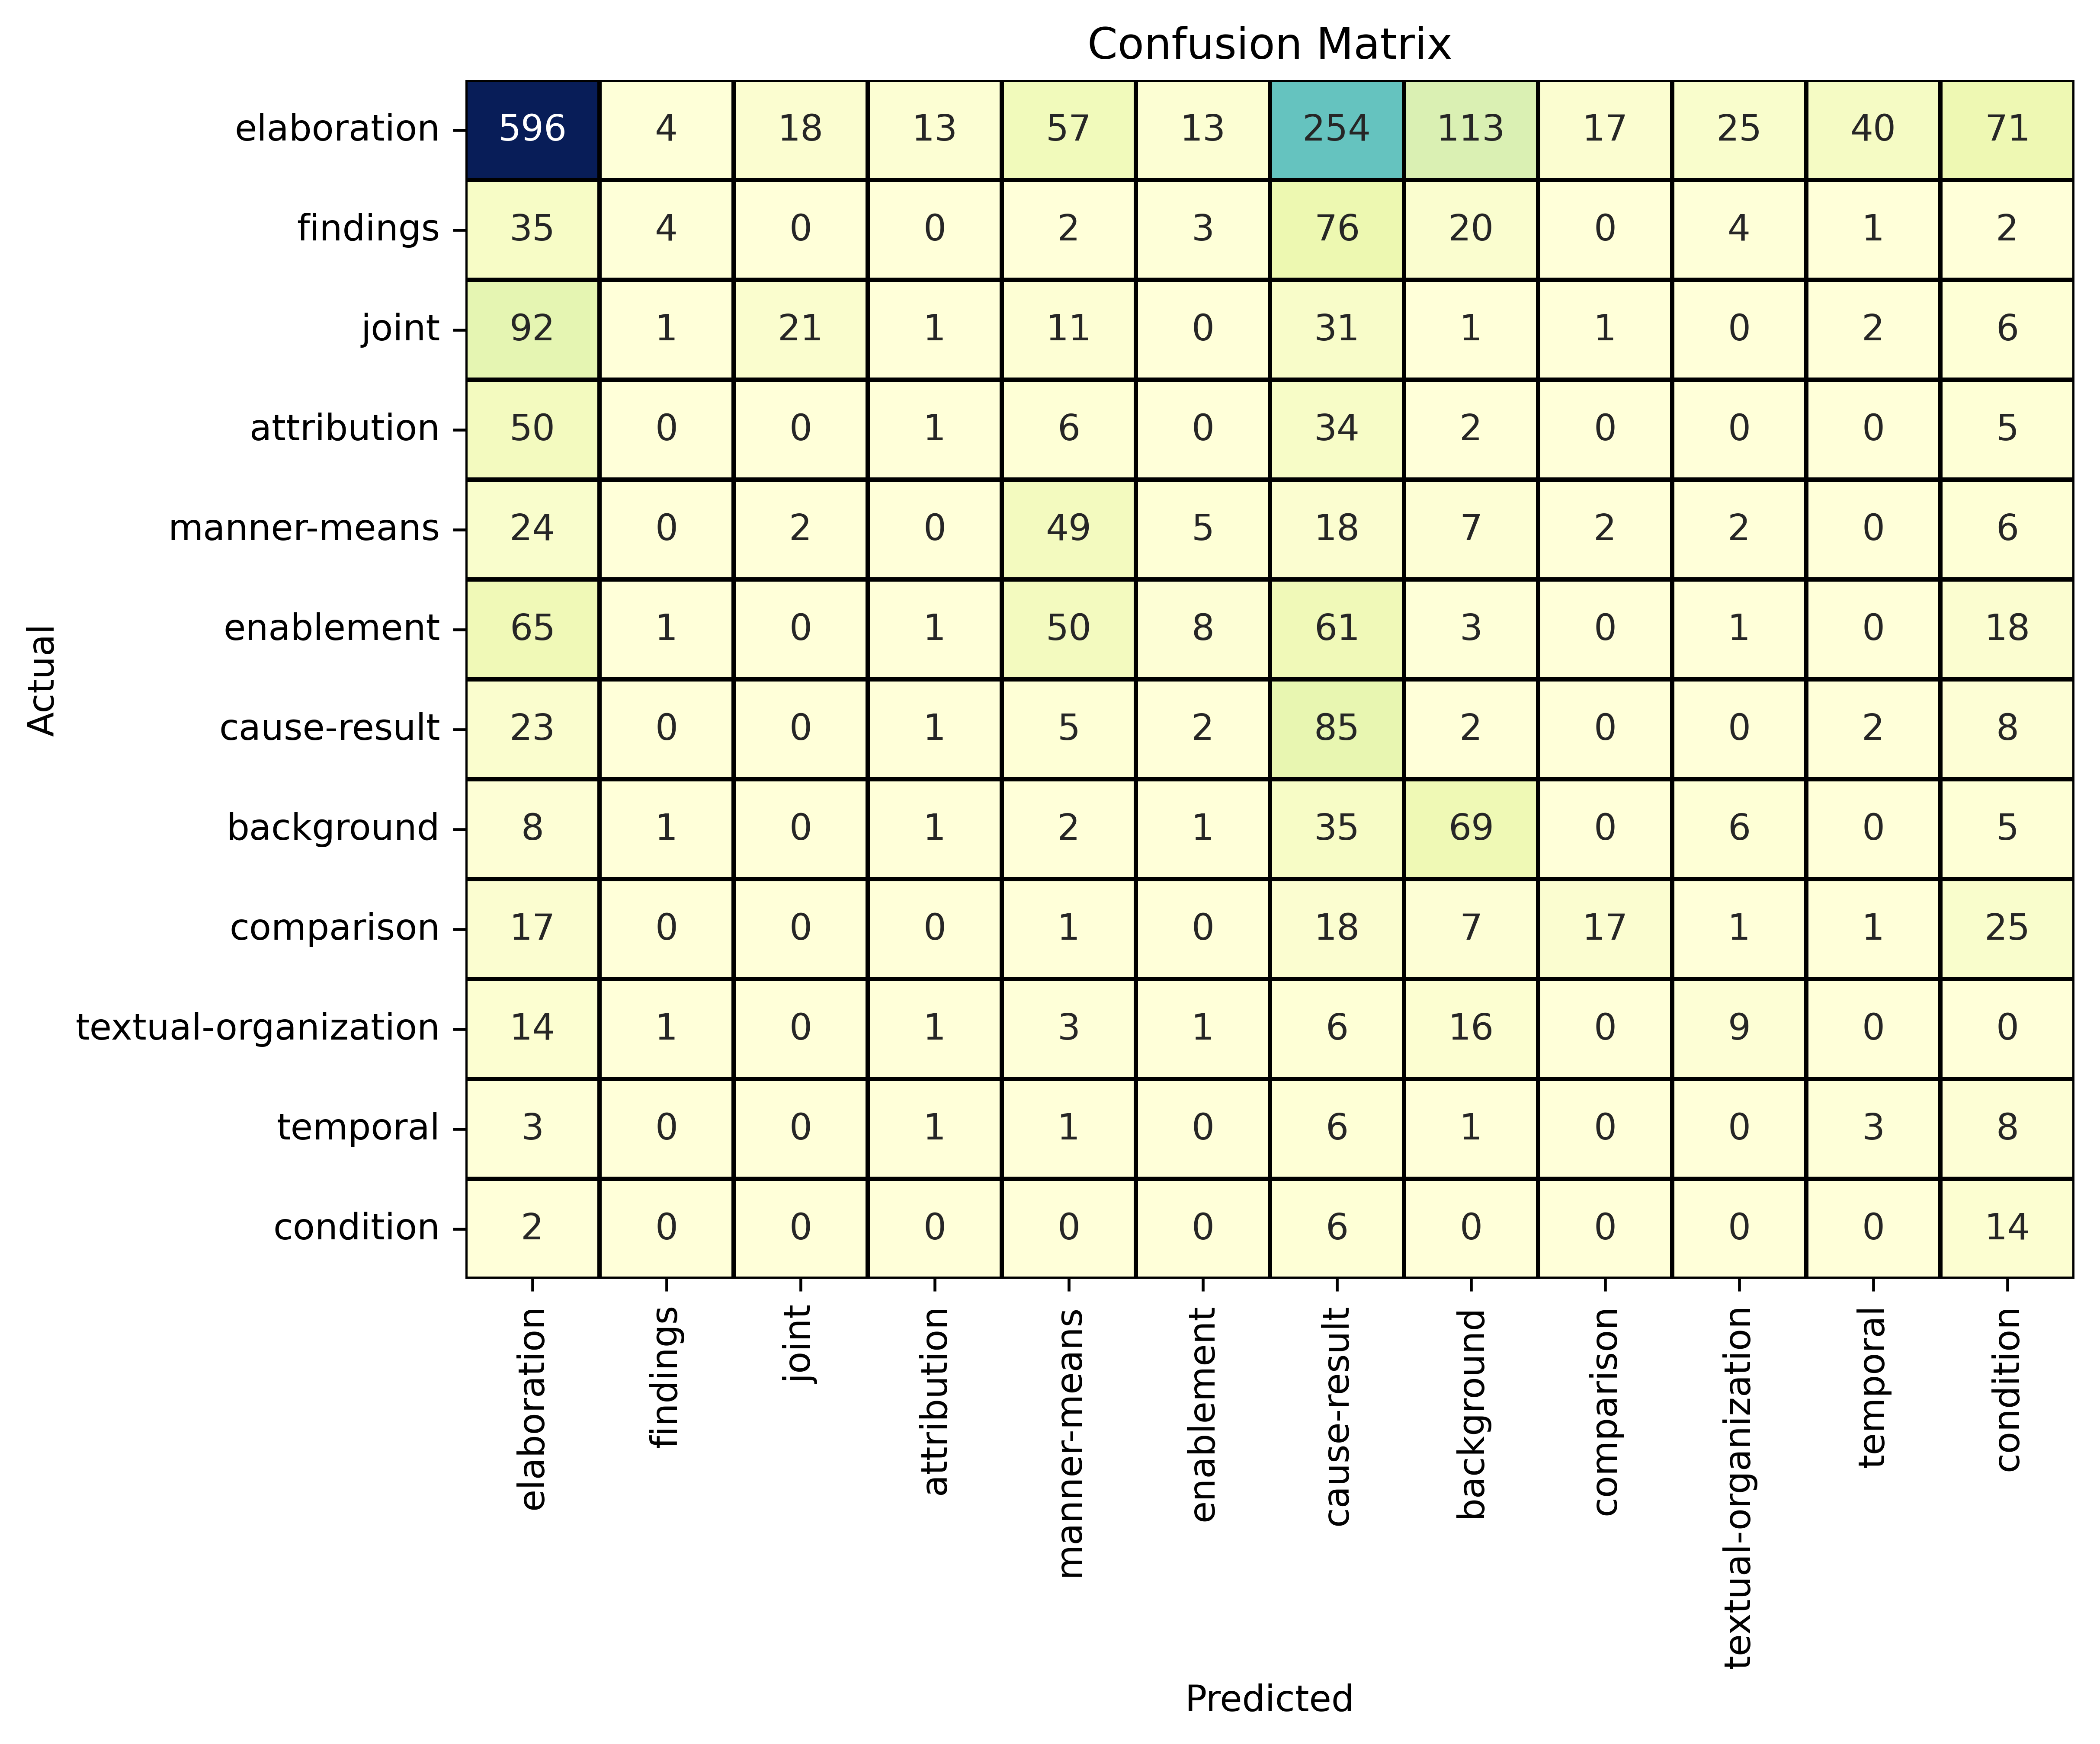 Confusion Matrix
elaboration 596 4 18 13 57 13 254 113 17 25 40 71
findings 35 4 0 0 2 3 76 20 0 4 1 2
joint 92 1 21 1 11 0 31 1 1 0 2 6
attribution 50 0 0 1 6 0 34 2 0 0 0 5
manner-means 24 0 2 0 49 5 18 7 2 2 0 6
enablement 65 1 0 1 50 8 61 3 0 1 0 18
cause-result 23 0 0 1 5 2 85 2 0 0 2 8
background 8 1 0 1 2 1 35 69 0 6 0 5
comparison 17 0 0 0 1 0 18 7 17 1 1 25
textual-organization 14 1 0 1 3 1 6 16 0 9 0 0
temporal 3 0 0 1 1 0 6 1 0 0 3 8
condition 2 0 0 0 0 0 6 0 0 0 0 14
Actual
elaboration
findings
joint
attribution
manner-means
enablement
cause-result
background
comparison
textual-organization
temporal
condition
Predicted